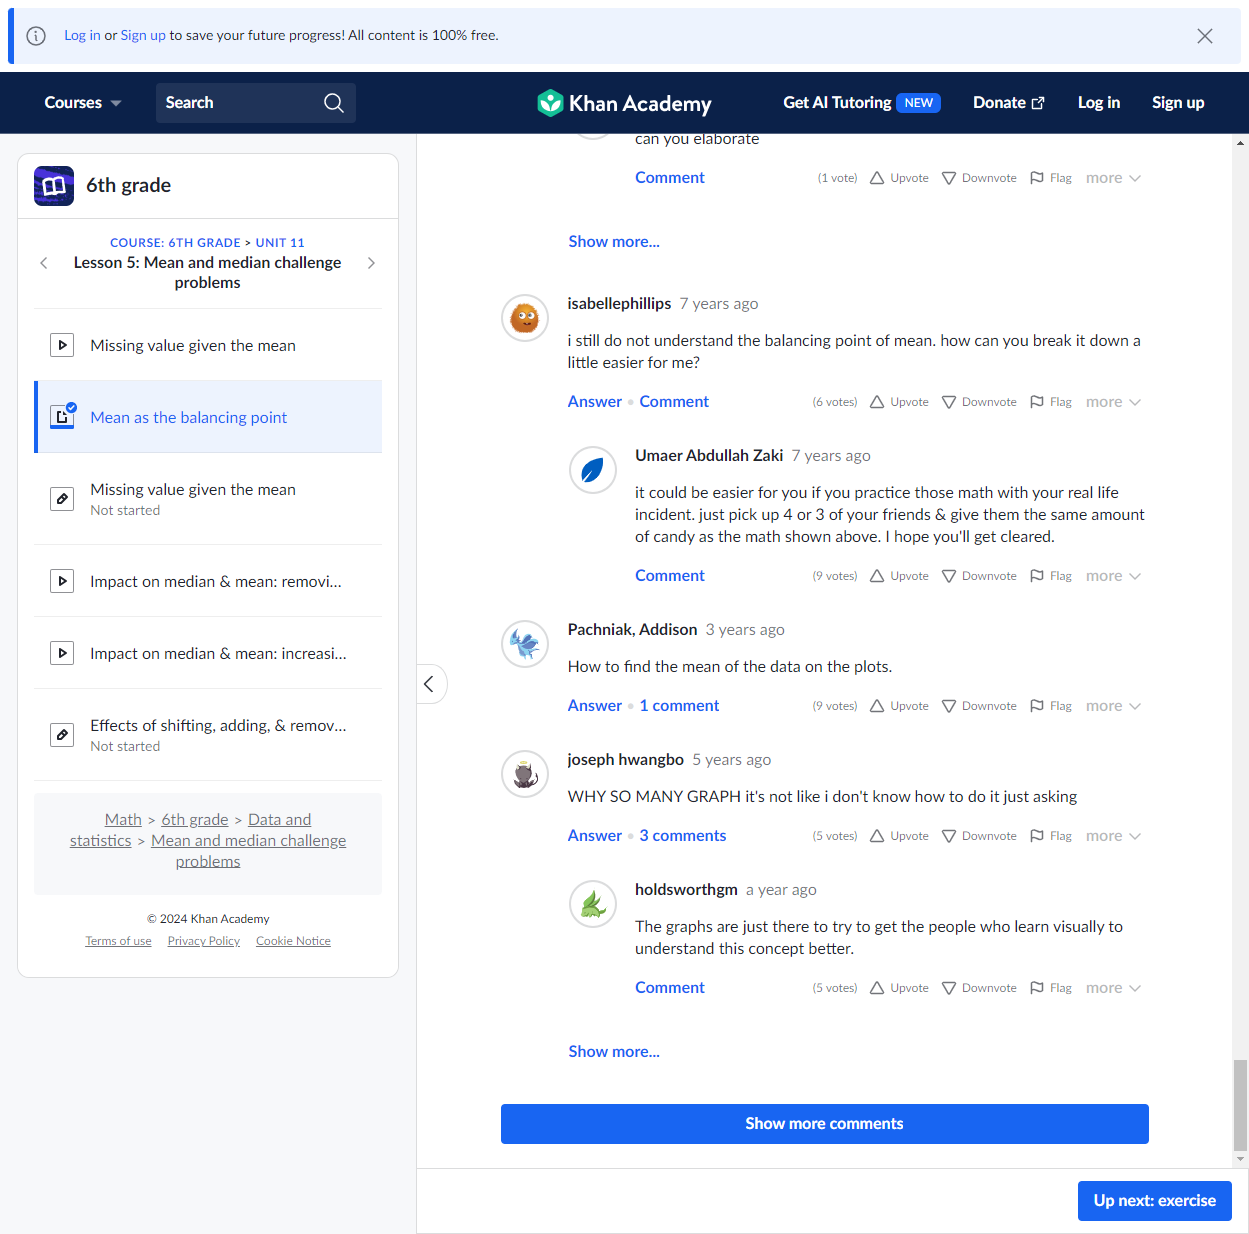 Log in or Sign up to save your future progress! All content is 100% free.
Courses
Search
Khan Academy
Get AI Tutoring NEW
Donate
Log in
Sign up
6th grade
COURSE: 6TH GRADE > UNIT 11
Lesson 5: Mean and median challenge
problems
Missing value given the mean
Mean as the balancing point
Missing value given the mean
Not started
Impact on median & mean: removi...
Impact on median & mean: increasi...
Effects of shifting, adding, & remov...
Not started
Math > 6th grade > Data and
statistics > Mean and median challenge
problems
© 2024 Khan Academy
Terms of use Privacy Policy Cookie Notice
can you elaborate
Comment (1 vote) Upvote Downvote Flag more
Show more...
isabellephillips 7 years ago
i still do not understand the balancing point of mean. how can you break it down a
little easier for me?
Answer • Comment (6 votes) Upvote Downvote Flag more
Umaer Abdullah Zaki 7 years ago
it could be easier for you if you practice those math with your real life
incident. just pick up 4 or 3 of your friends & give them the same amount
of candy as the math shown above. I hope you'll get cleared.
Comment (9 votes) Upvote Downvote Flag more
Pachniak, Addison 3 years ago
How to find the mean of the data on the plots.
Answer • 1 comment (9 votes) Upvote Downvote Flag more
joseph hwangbo 5 years ago
WHY SO MANY GRAPH it's not like i don't know how to do it just asking
Answer • 3 comments (5 votes) Upvote Downvote Flag more
holdsworthgm a year ago
The graphs are just there to try to get the people who learn visually to
understand this concept better.
Comment (5 votes) Upvote Downvote Flag more
Show more...
Show more comments
Up next: exercise